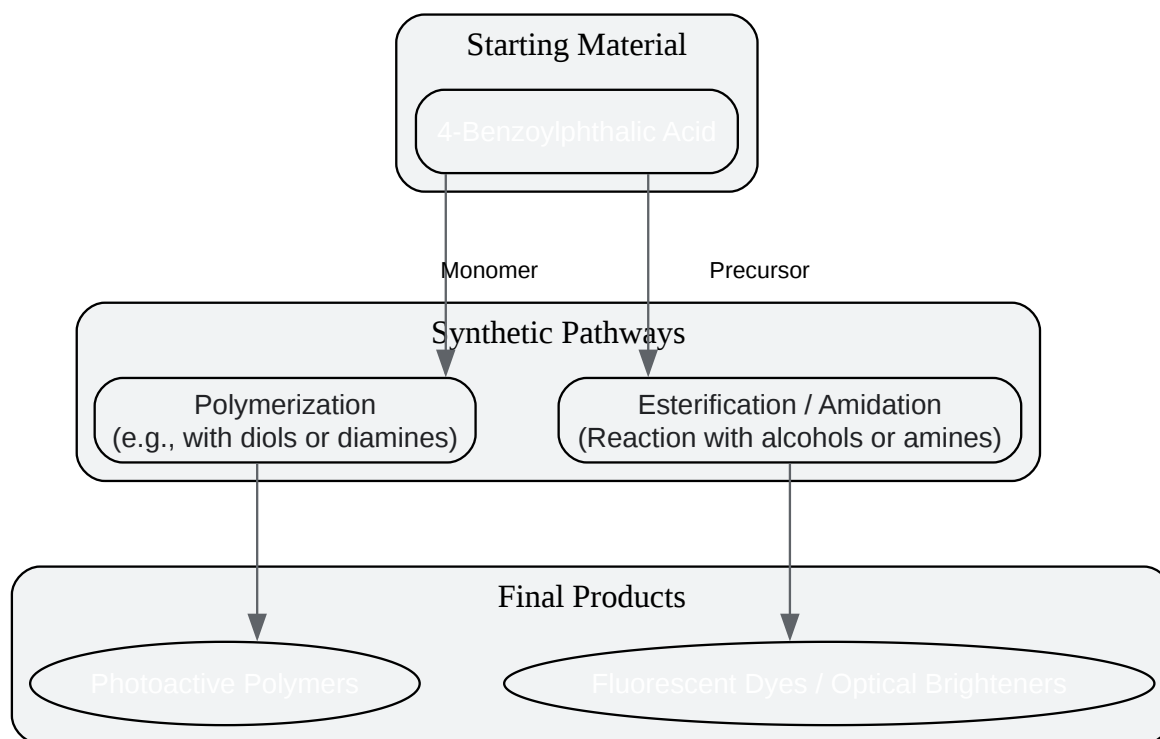 Starting Material
4-Benzoylphthalic Acid
Monomer
Precursor
Synthetic Pathways
Polymerization
(e.g., with diols or diamines)
Esterification / Amidation
(Reaction with alcohols or amines)
Final Products
Photoactive Polymers
Fluorescent Dyes / Optical Brighteners